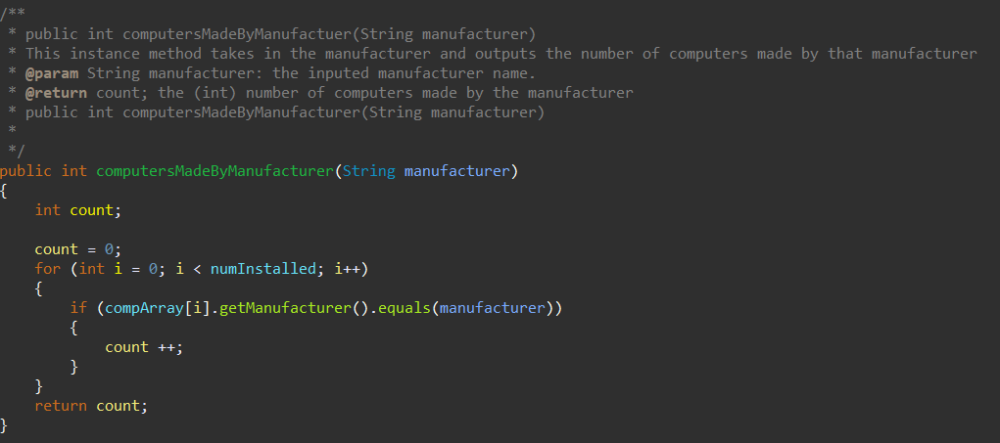 /**
 * public int computersMadeByManufactuer(String manufacturer)
 * This instance method takes in the manufacturer and outputs the number of computers made by that manufacturer
 * @param String manufacturer: the inputed manufacturer name.
 * @return count; the (int) number of computers made by the manufacturer
 * public int computersMadeByManufacturer(String manufacturer)
 *
 */
public int computersMadeByManufacturer(String manufacturer)
{
    int count;

    count = 0;
    for (int i = 0; i < numInstalled; i++)
    {
        if (compArray[i].getManufacturer().equals(manufacturer))
        {
            count ++;
        }
    }
    return count;
}